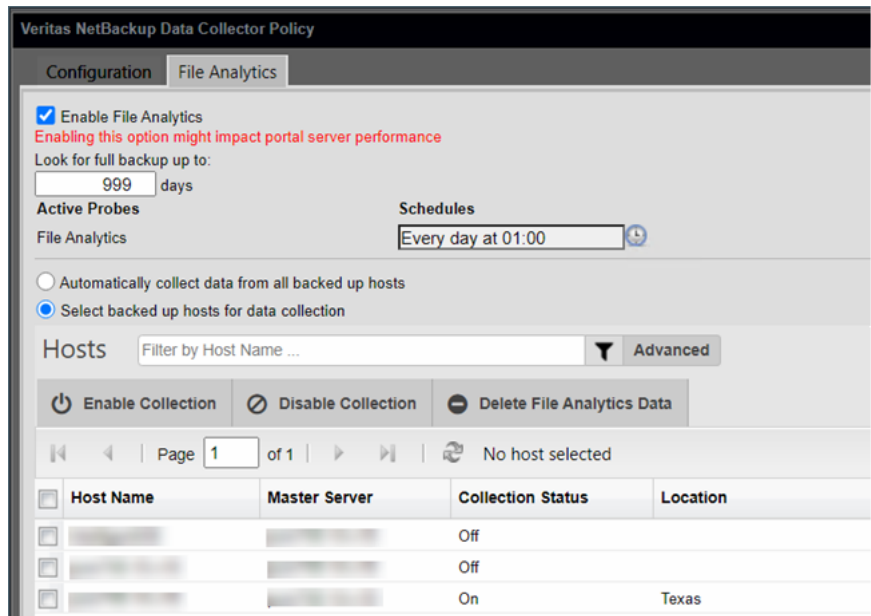 Veritas NetBackup Data Collector Policy
Configuration File Analytics
Enable File Analytics
Enabling this option might impact portal server performance
Look for full backup up to:
999 days
Active Probes Schedules
File Analytics Every day at 01:00
Automatically collect data from all backed up hosts
Select backed up hosts for data collection
Hosts Filter by Host Name ... Advanced
Enable Collection Disable Collection Delete File Analytics Data
Page 1 of 1 No host selected
Host Name Master Server Collection Status Location
Off
Off
On Texas